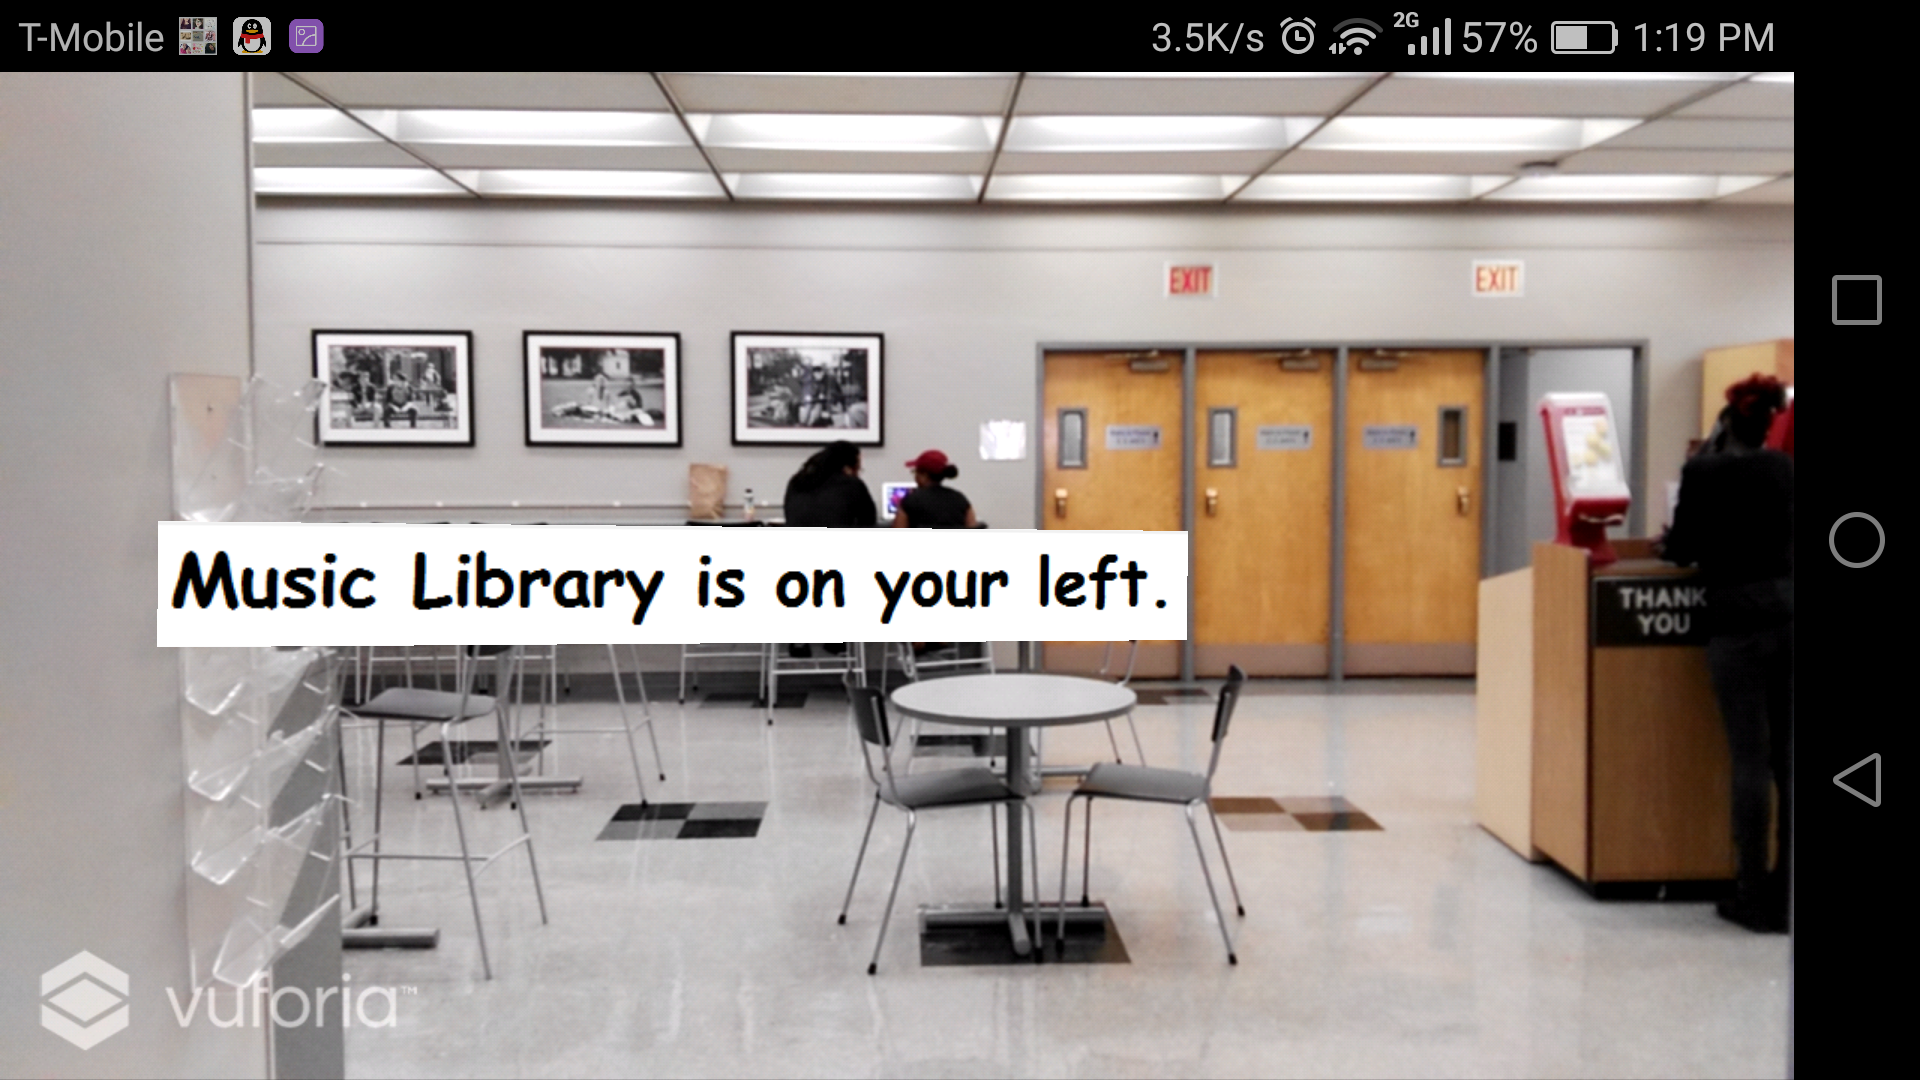 T-Mobile
3.5K/s 2G 57% 1:19 PM
EXIT EXIT
Music Library is on your left.
THANK
YOU
vuforia™